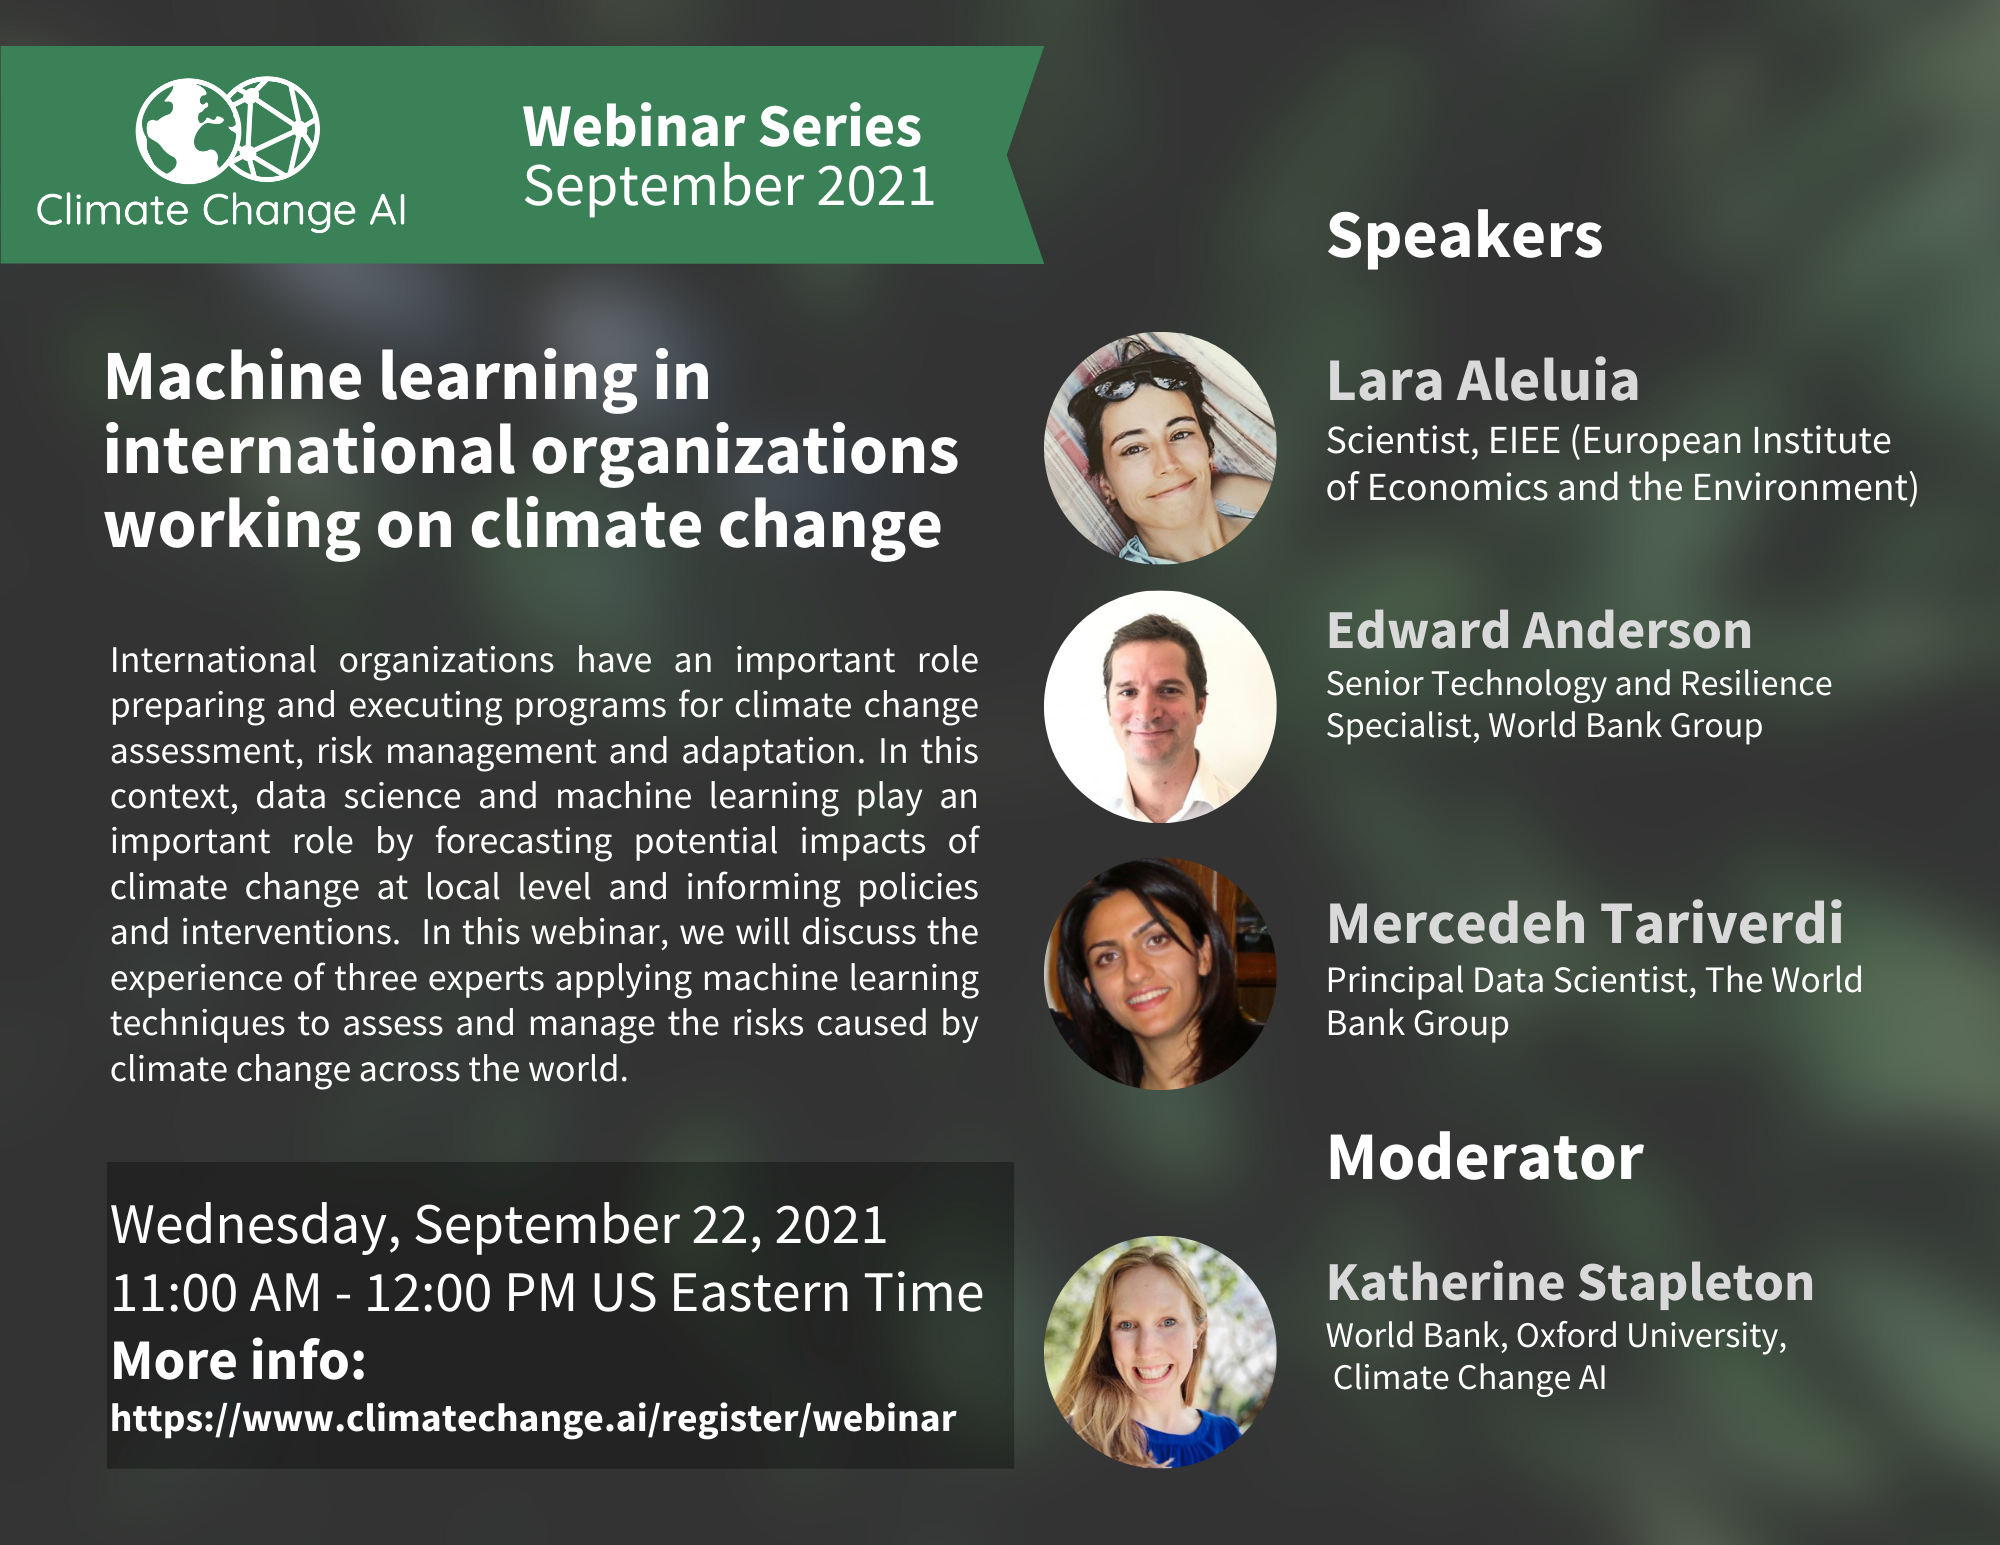 Climate Change AI
Webinar Series
September 2021
Machine learning in
international organizations
working on climate change
International organizations have an important role
preparing and executing programs for climate change
assessment, risk management and adaptation. In this
context, data science and machine learning play an
important role by forecasting potential impacts of
climate change at local level and informing policies
and interventions.  In this webinar, we will discuss the
experience of three experts applying machine learning
techniques to assess and manage the risks caused by
climate change across the world.
Wednesday, September 22, 2021
11:00 AM - 12:00 PM US Eastern Time
More info:
https://www.climatechange.ai/register/webinar
Speakers
Lara Aleluia
Scientist, EIEE (European Institute
of Economics and the Environment)
Edward Anderson
Senior Technology and Resilience
Specialist, World Bank Group
Mercedeh Tariverdi
Principal Data Scientist, The World
Bank Group
Moderator
Katherine Stapleton
World Bank, Oxford University,
Climate Change AI